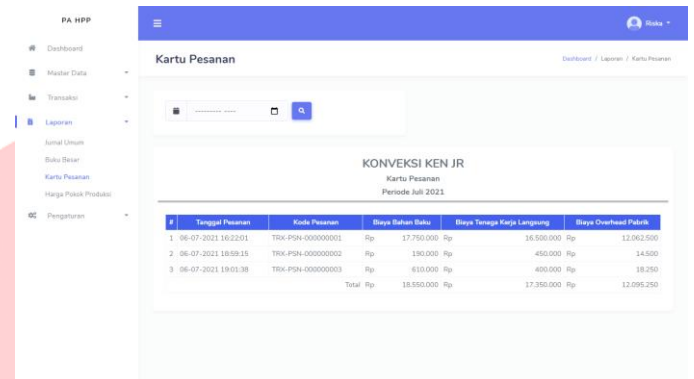 PA HPP
Riska
Dashboard
Master Data
Transaksi
Laporan
Jurnal Umum
Buku Besar
Kartu Pesanan
Harga Pokok Produksi
Pengaturan
Kartu Pesanan
Dashboard / Laporan / Kartu Pesanan
--------- ----
KONVEKSI KEN JR
Kartu Pesanan
Periode Juli 2021
# Tanggal Pesanan Kode Pesanan Biaya Bahan Baku Biaya Tenaga Kerja Langsung Biaya Overhead Pabrik
1 06-07-2021 16:22:01 TRX-PSN-000000001 Rp 17.750.000 Rp 16.500.000 Rp 12.062.500
2 06-07-2021 18:59:15 TRX-PSN-000000002 Rp 190.000 Rp 450.000 Rp 14.500
3 06-07-2021 19:01:38 TRX-PSN-000000003 Rp 610.000 Rp 400.000 Rp 18.250
Total Rp 18.550.000 Rp 17.350.000 Rp 12.095.250